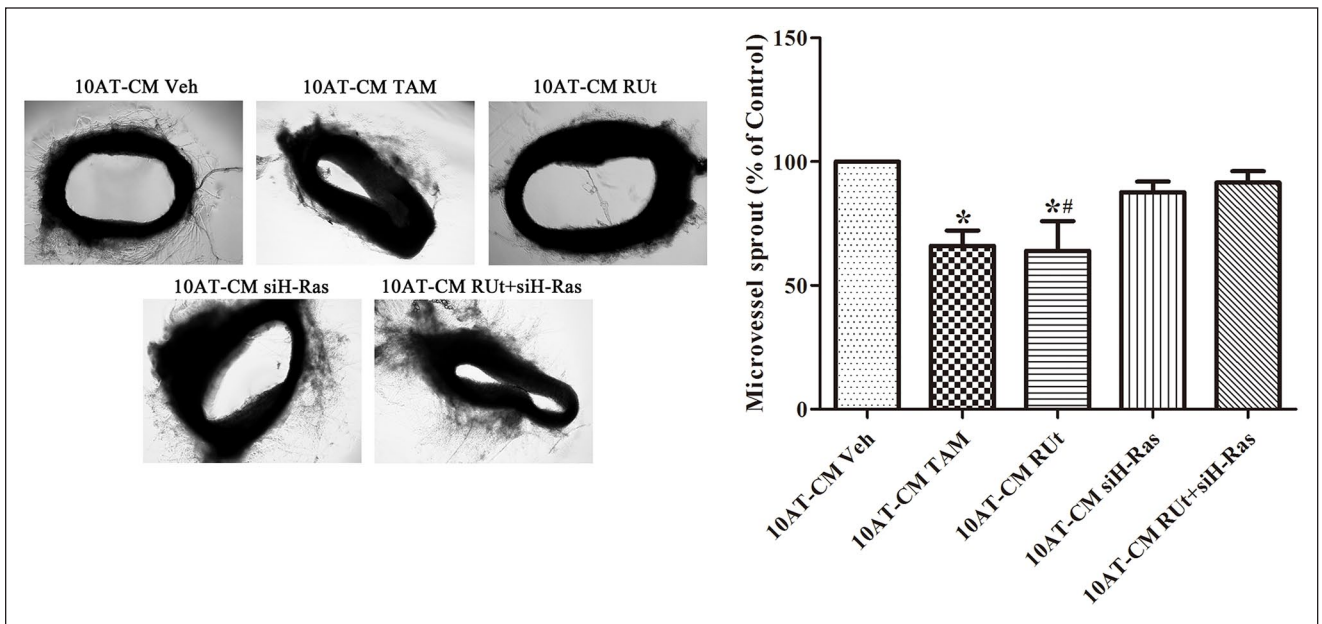 10AT-CM Veh
10AT-CM TAM
10AT-CM RUt
10AT-CM siH-Ras
10AT-CM RUt+siH-Ras
Microvessel sprout (% of Control)
150
100
50
0
*
*#
10AT-CM Veh
10AT-CM TAM
10AT-CM RUt
10AT-CM siH-Ras
10AT-CM RUt+siH-Ras